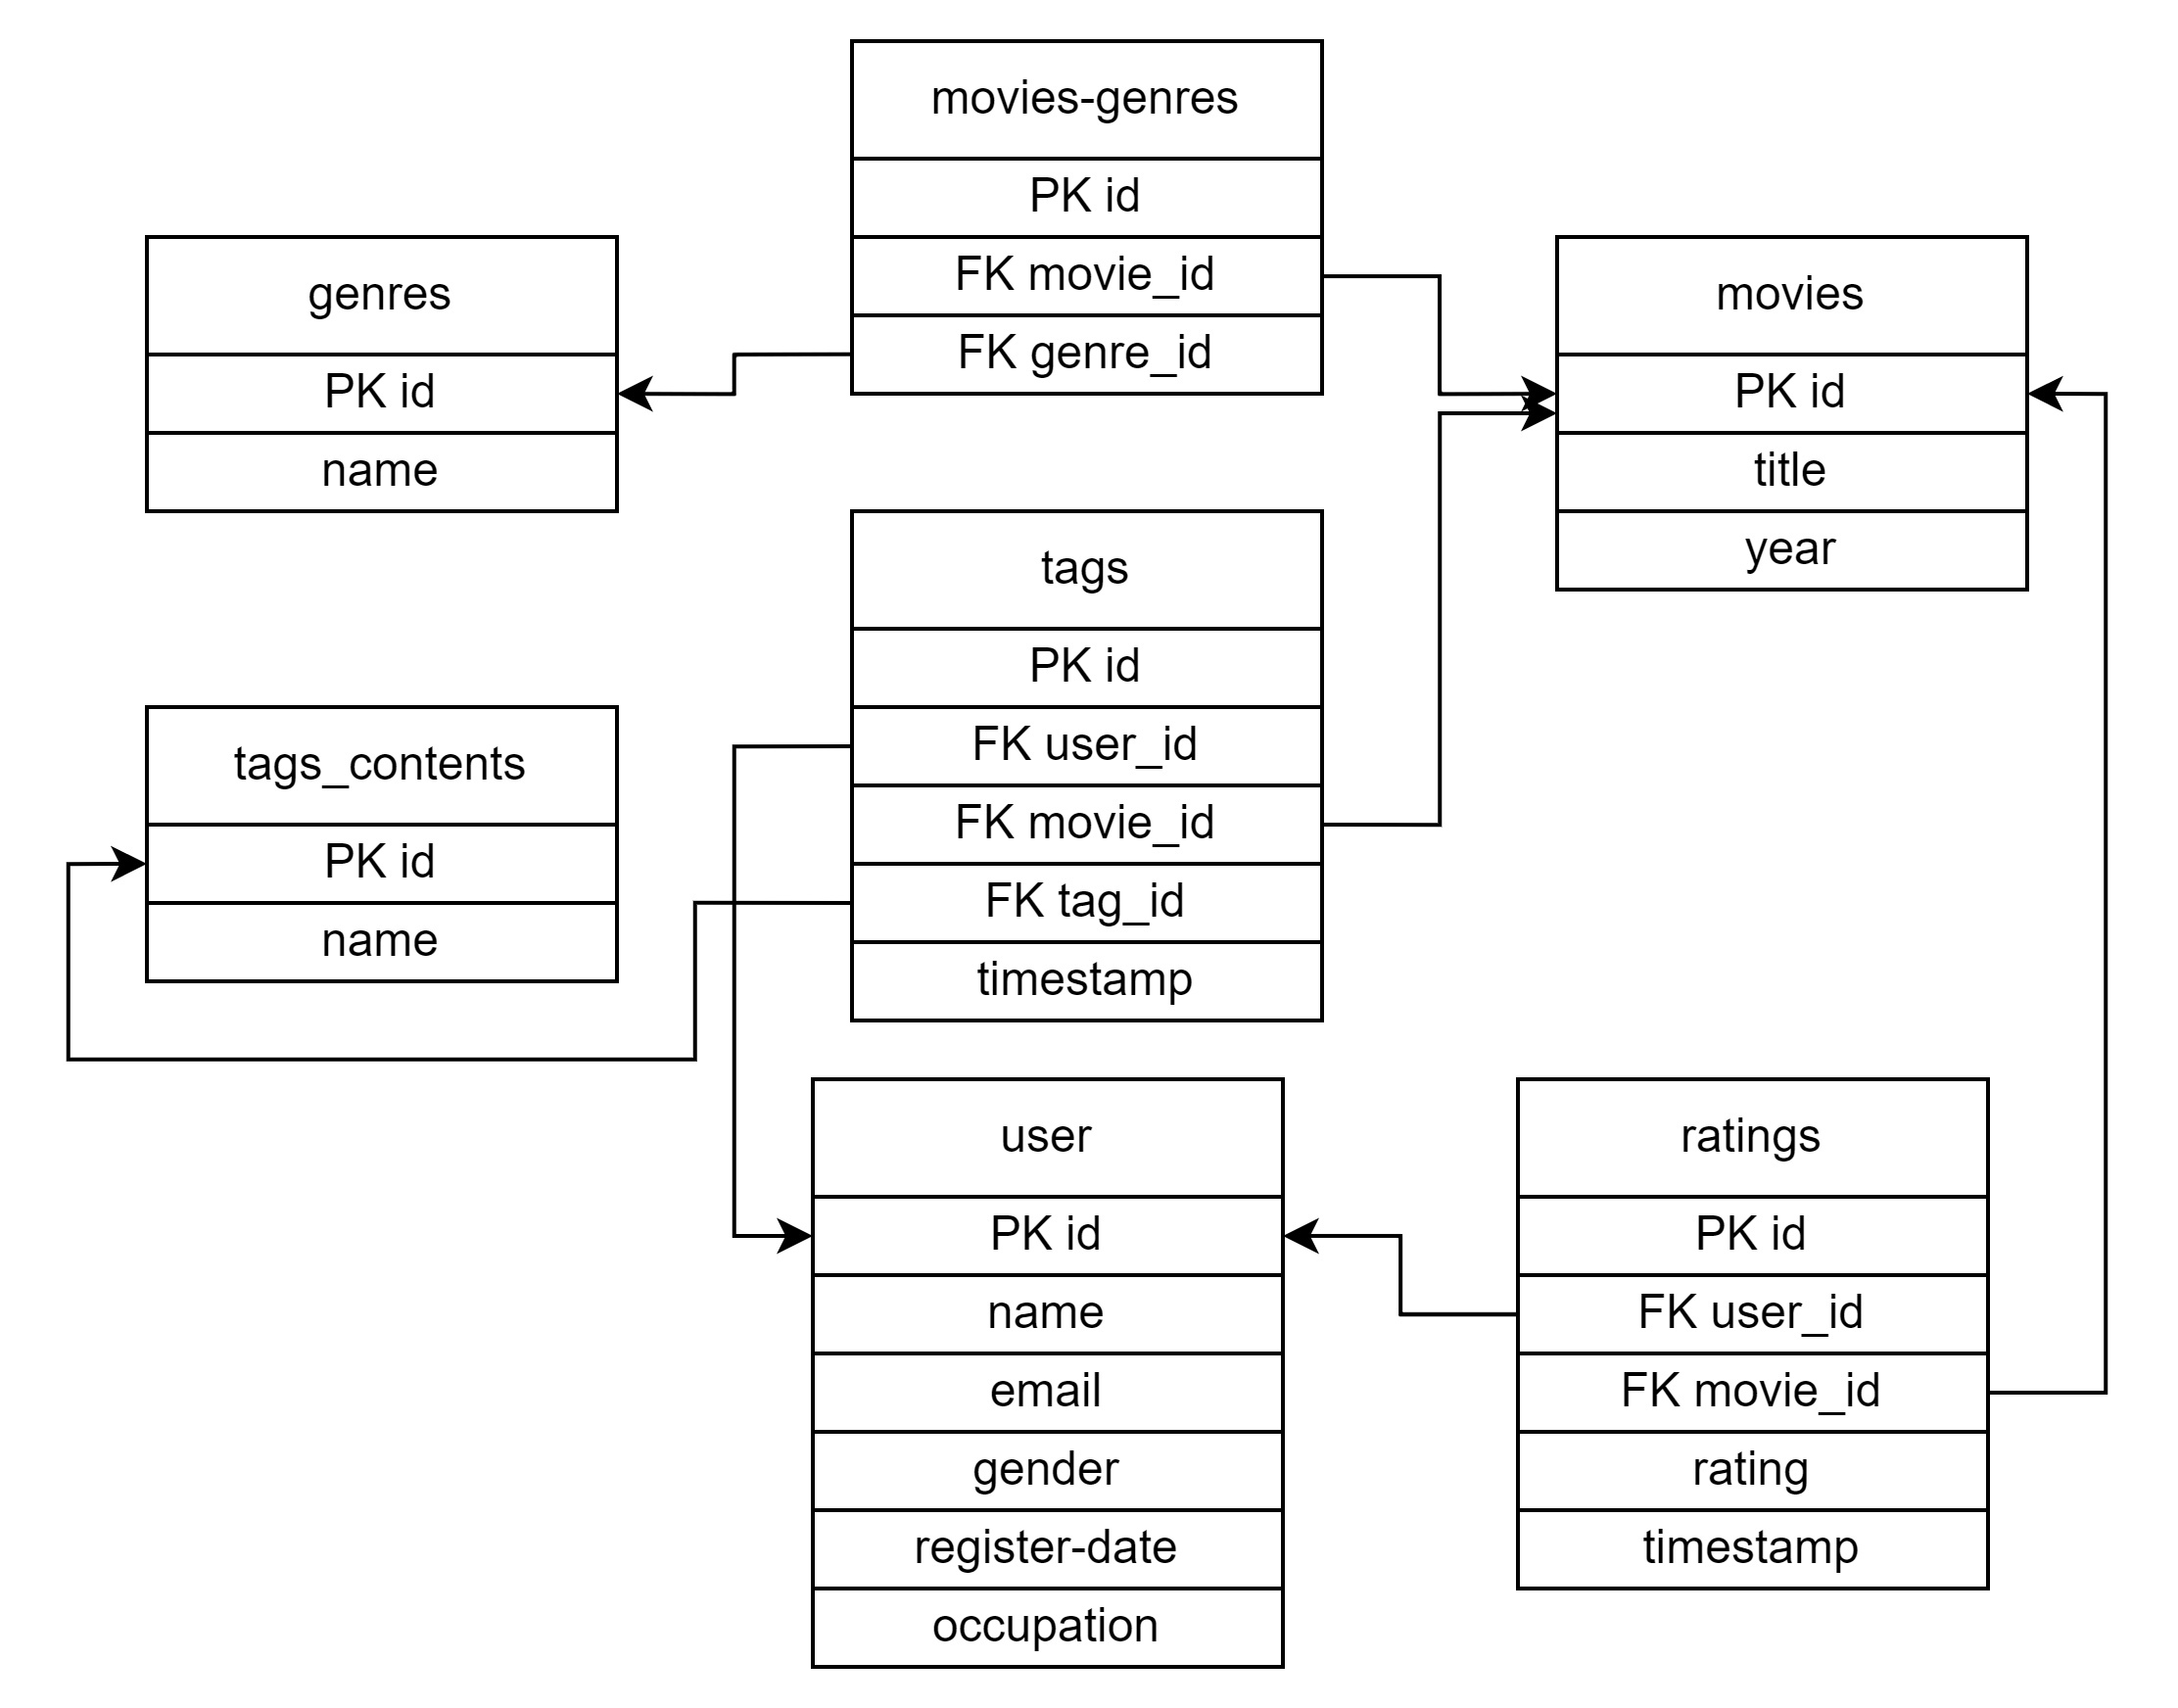 movies-genres
PK id
FK movie_id
FK genre_id
genres
PK id
name
movies
PK id
title
year
tags
PK id
FK user_id
FK movie_id
FK tag_id
timestamp
tags_contents
PK id
name
user
PK id
name
email
gender
register-date
occupation
ratings
PK id
FK user_id
FK movie_id
rating
timestamp